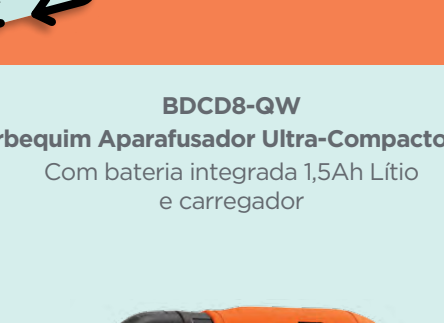 BDCD8-QW
rbequim Aparafusador Ultra-Compacto
Com bateria integrada 1,5Ah Lítio
e carregador